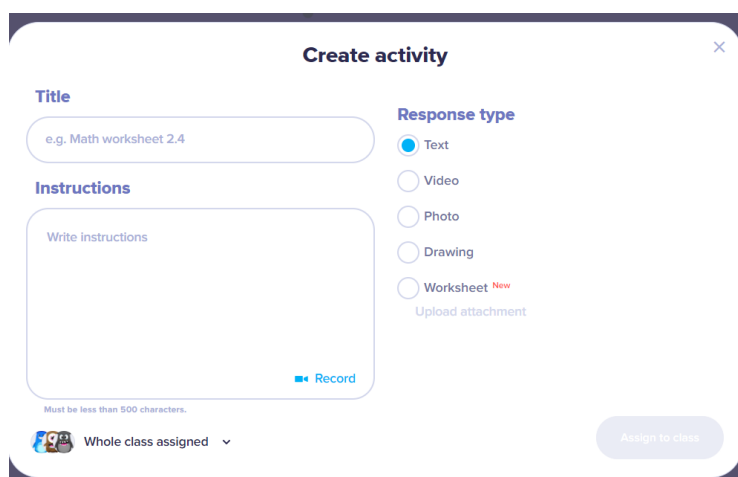 Create activity
Title
e.g. Math worksheet 2.4
Instructions
Write instructions
Record
Must be less than 500 characters.
Whole class assigned
Response type
Text
Video
Photo
Drawing
Worksheet New
Upload attachment
Assign to class